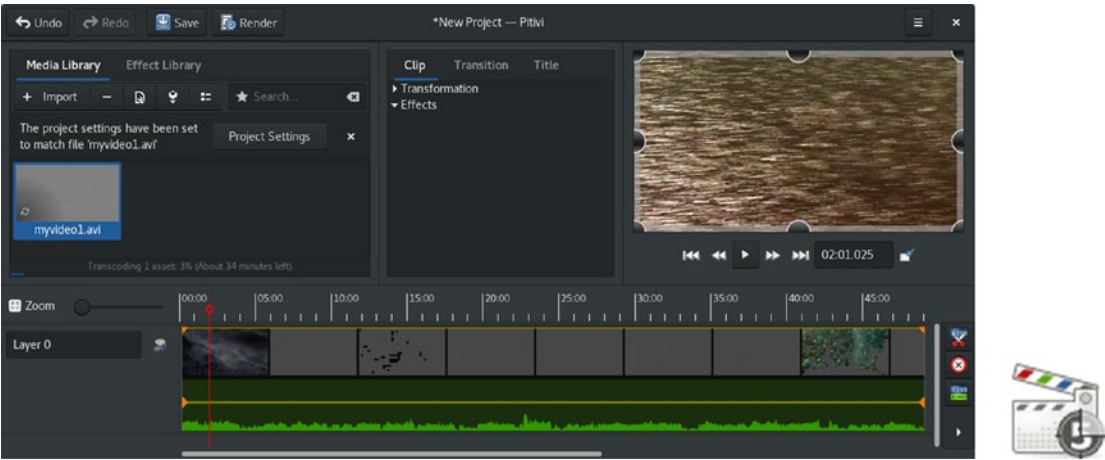 Undo Redo Save Render *New Project — Pitivi
Media Library Effect Library
+ Import Search...
The project settings have been set
to match file 'myvideo1.avi'
Project Settings
myvideo1.avi
Transcoding 1 asset: 3% (About 34 minutes left)
Clip Transition Title
Transformation
Effects
02:01.025
Zoom 00:00 05:00 10:00 15:00 20:00 25:00 30:00 35:00 40:00 45:00
Layer 0
5